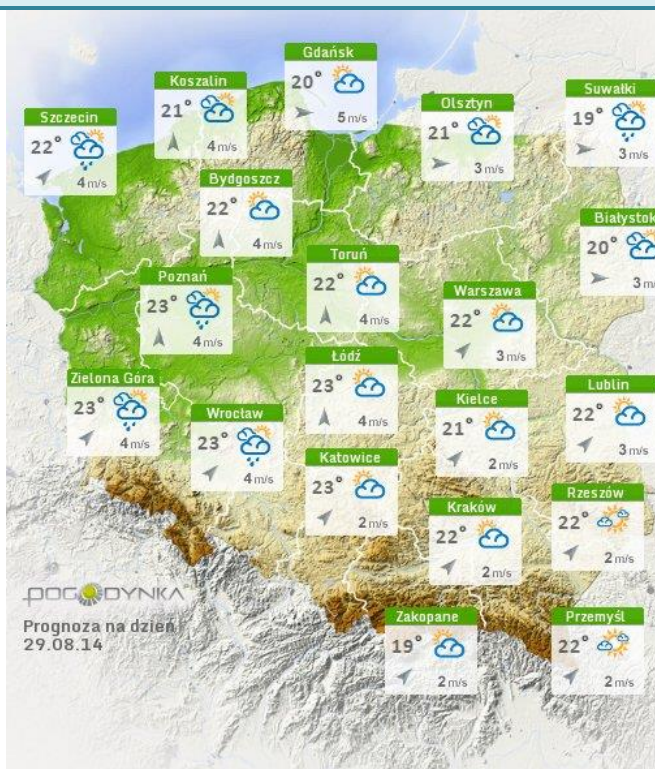 Gdańsk
20°
5 m/s
Koszalin
21°
4 m/s
Suwałki
19°
3 m/s
Olsztyn
21°
3 m/s
Szczecin
22°
4 m/s
Bydgoszcz
22°
4 m/s
Białystok
20°
3 m/s
Toruń
22°
4 m/s
Poznań
23°
4 m/s
Warszawa
22°
3 m/s
Łódź
23°
4 m/s
Zielona Góra
23°
4 m/s
Lublin
22°
3 m/s
Kielce
21°
2 m/s
Wrocław
23°
4 m/s
Katowice
23°
2 m/s
Rzeszów
22°
2 m/s
Kraków
22°
2 m/s
POGODYNKA
Prognoza na dzień
29.08.14
Zakopane
19°
2 m/s
Przemyśl
22°
2 m/s